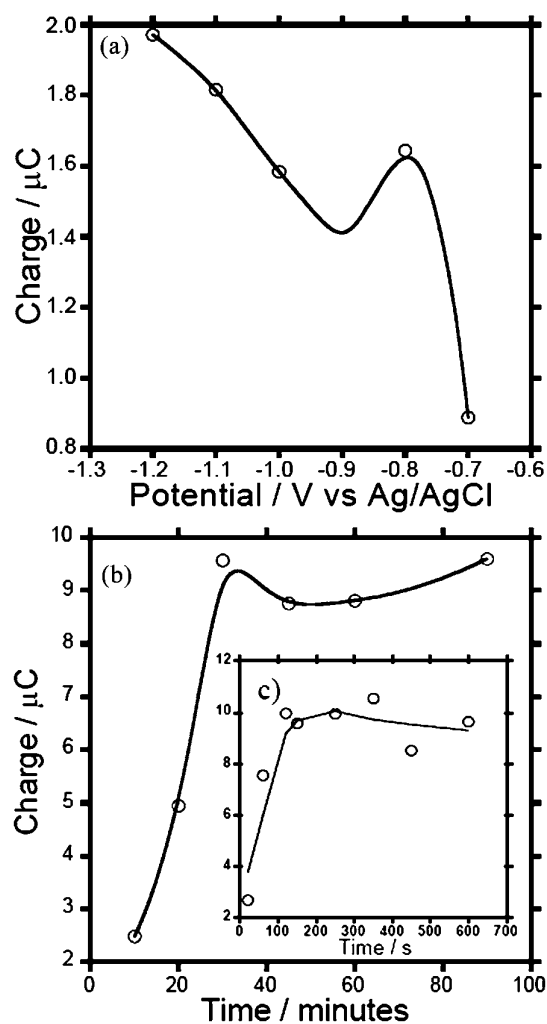 (a)
Charge / μC
2.0
1.8
1.6
1.4
1.2
1.0
0.8
-1.3 -1.2 -1.1 -1.0 -0.9 -0.8 -0.7 -0.6
Potential / V vs Ag/AgCl
(b)
Charge / μC
10
9
8
7
6
5
4
3
2
0 20 40 60 80 100
Time / minutes
c)
12
10
8
6
4
2
0 100 200 300 400 500 600 700
Time / s